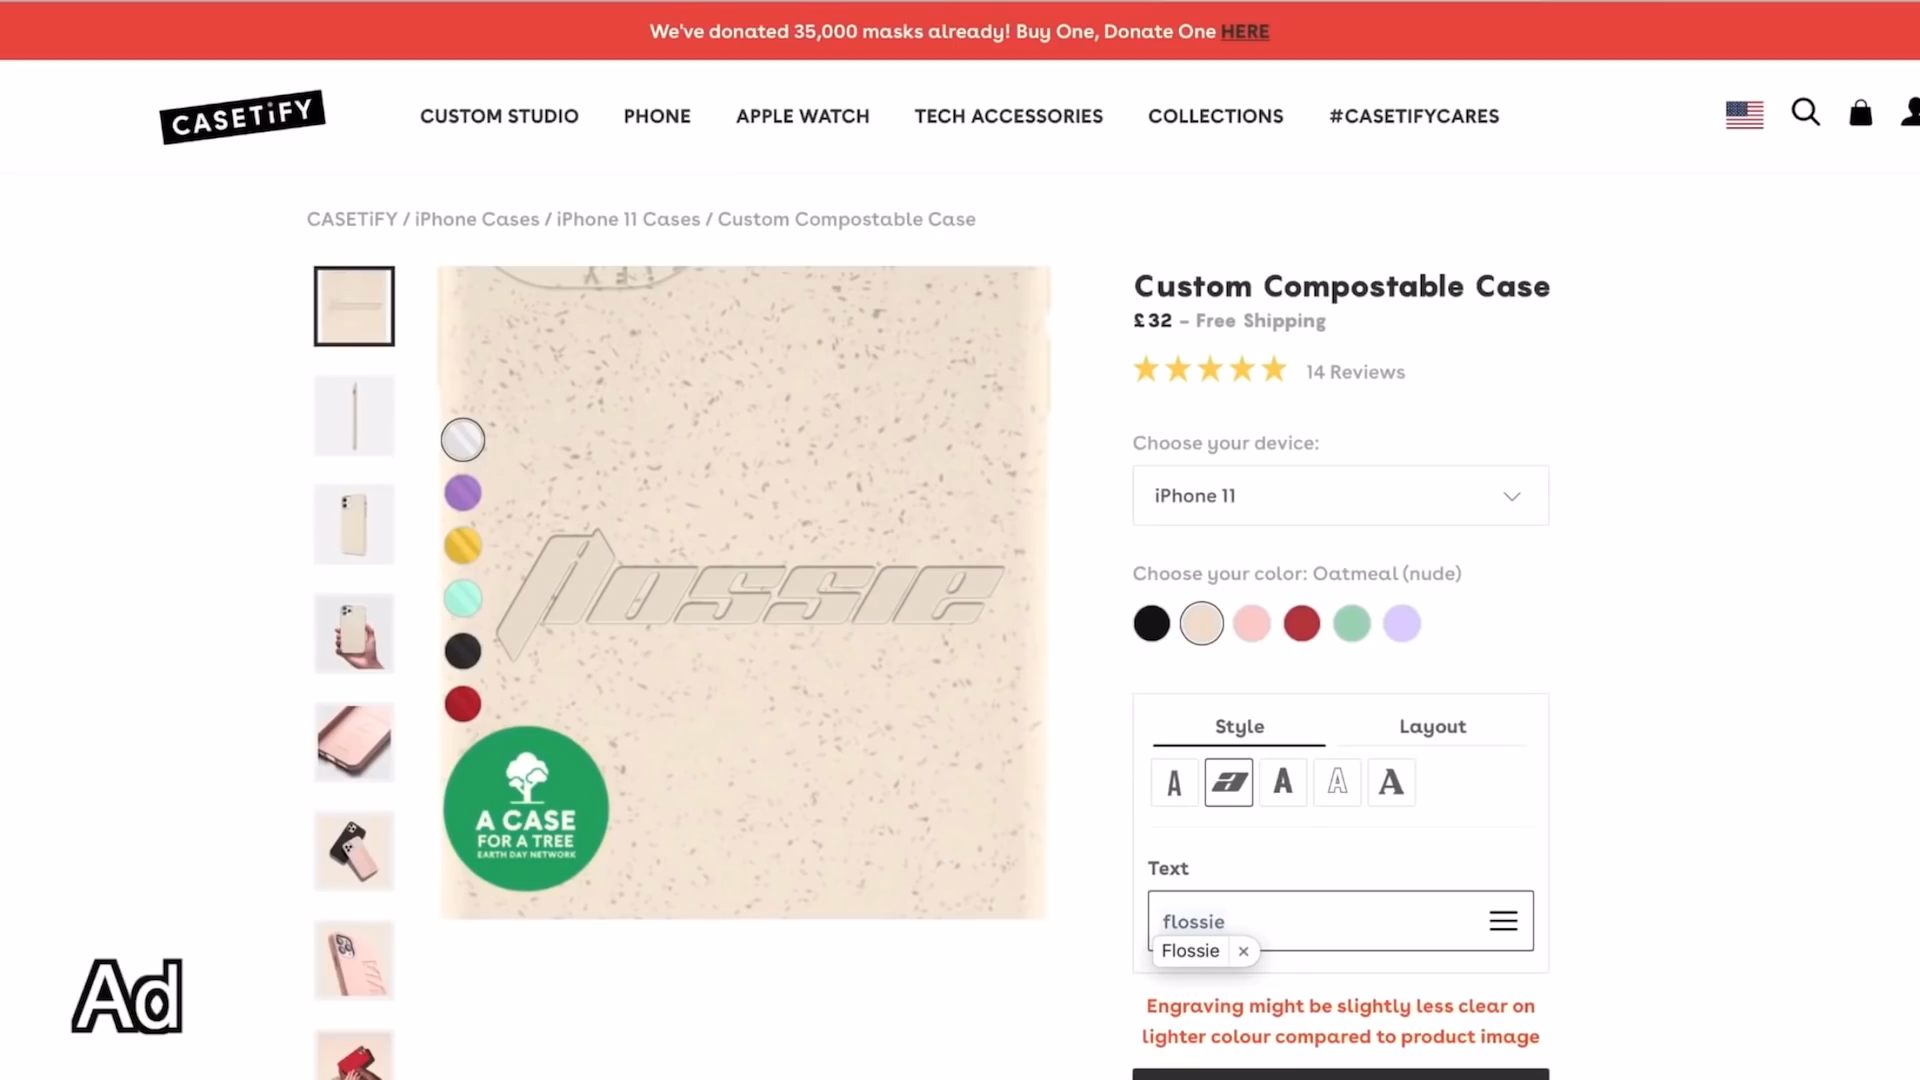 We've donated 35,000 masks already! Buy One, Donate One HERE
CASETiFY
CUSTOM STUDIO
PHONE
APPLE WATCH
TECH ACCESSORIES
COLLECTIONS
#CASETIFYCARES
CASETiFY / iPhone Cases / iPhone 11 Cases / Custom Compostable Case
Custom Compostable Case
£32 - Free Shipping
14 Reviews
Choose your device:
iPhone 11
Choose your color: Oatmeal (nude)
flossie
A CASE
FOR A TREE
EARTH DAY NETWORK
Style
Layout
A
a
A
A
A
Text
flossie
Flossie ×
Engraving might be slightly less clear on
lighter colour compared to product image
Ad